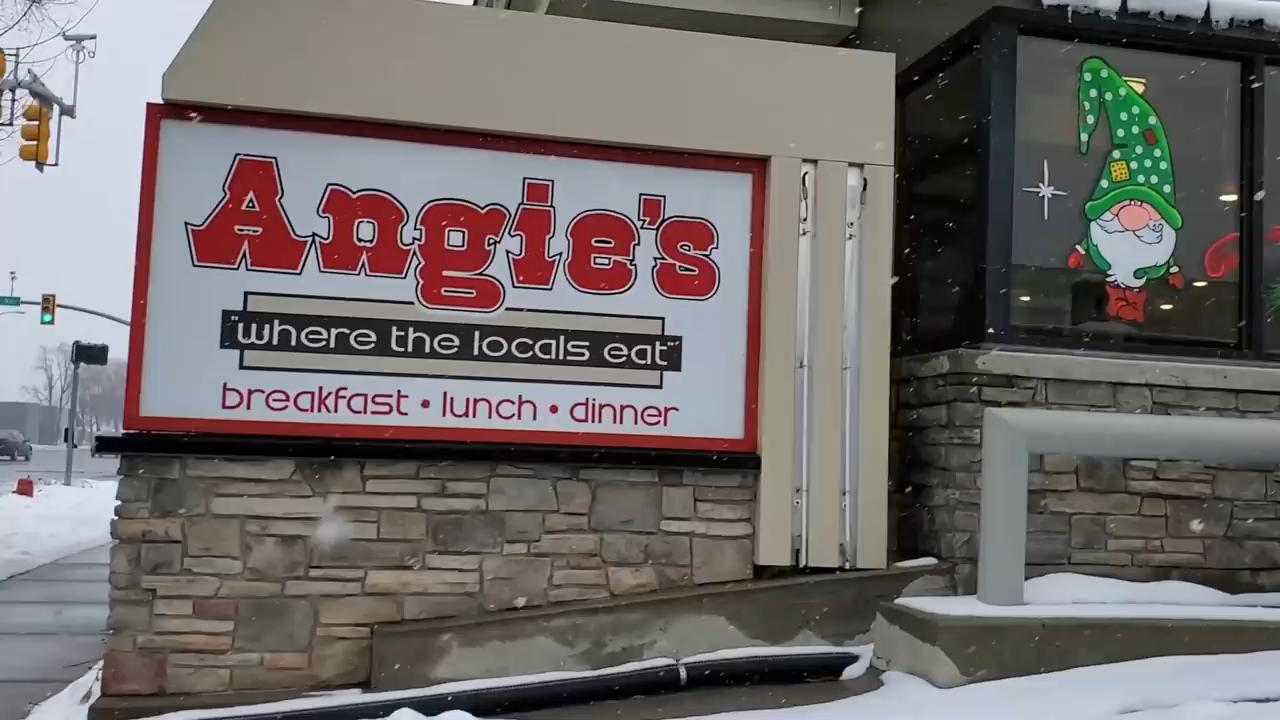 Angie's
"where the locals eat"
breakfast • lunch • dinner